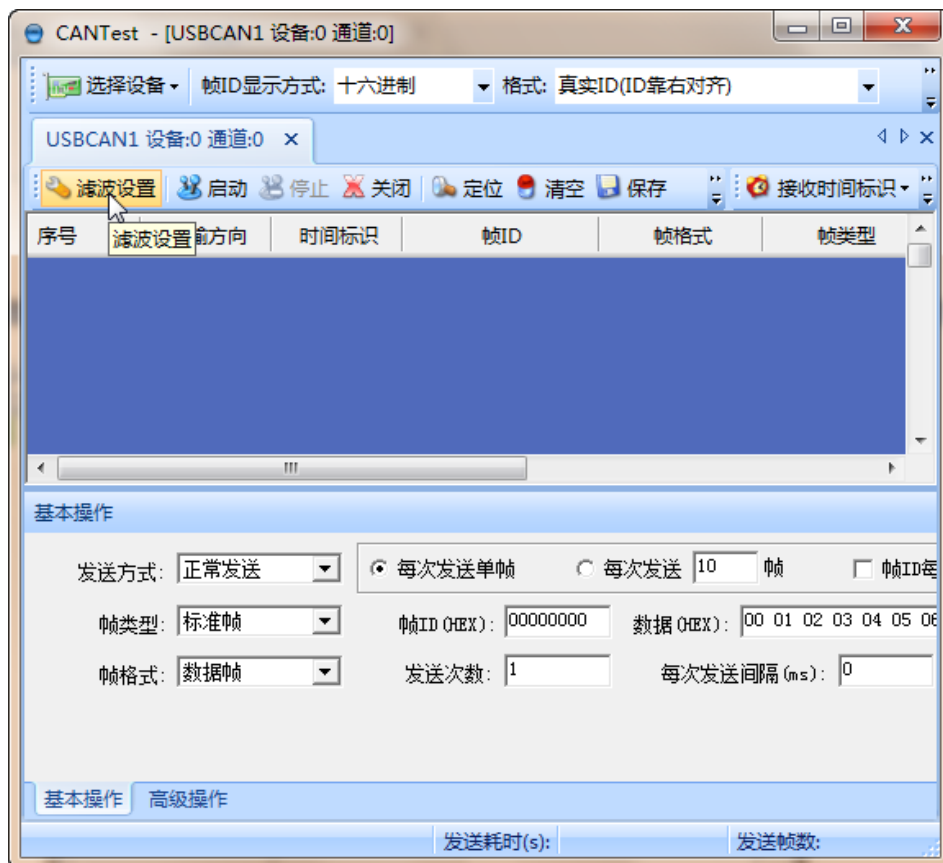 CANTest - [USBCAN1 设备:0 通道:0]
选择设备 帧ID显示方式: 十六进制 格式: 真实ID(ID靠右对齐)
USBCAN1 设备:0 通道:0
滤波设置 启动 停止 关闭 定位 清空 保存 接收时间标识
序号 输方向 时间标识 帧ID 帧格式 帧类型
滤波设置
基本操作
发送方式: 正常发送 每次发送单帧 每次发送 10 帧 帧ID每
帧类型: 标准帧 帧ID(HEX): 00000000 数据(HEX): 00 01 02 03 04 05 06
帧格式: 数据帧 发送次数: 1 每次发送间隔(ms): 0
基本操作 高级操作
发送耗时(s): 发送帧数: